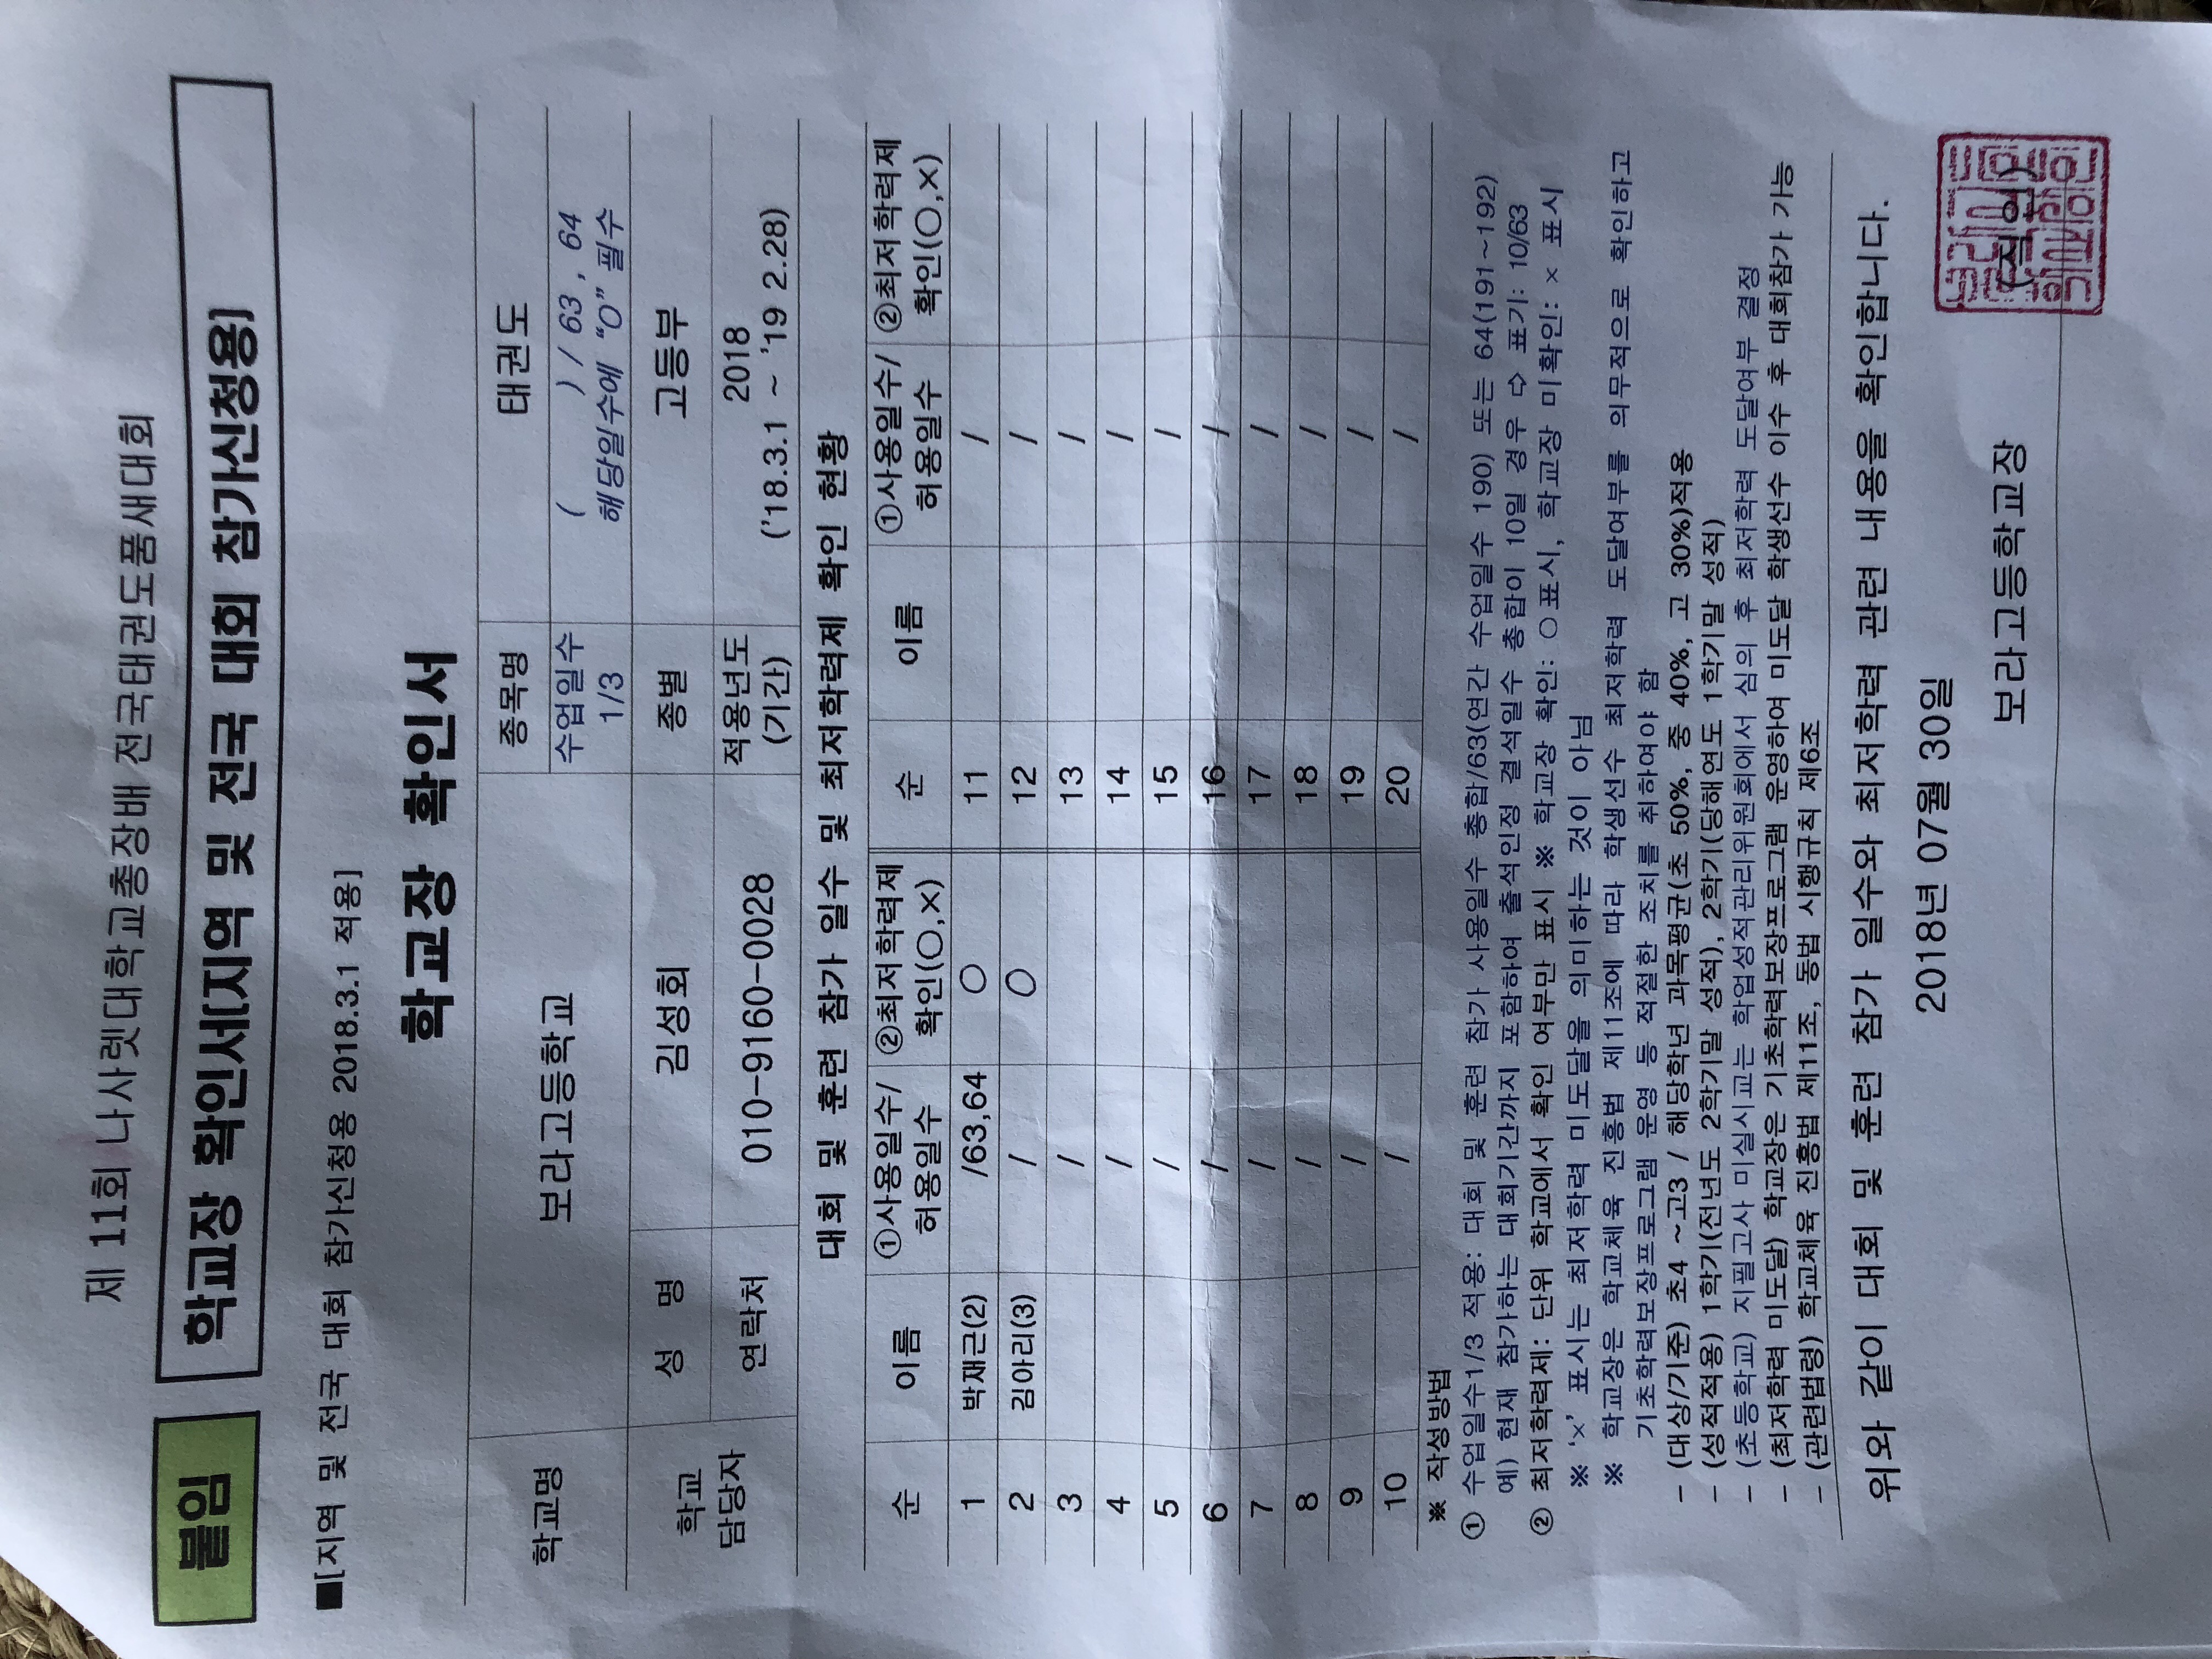 제 11회 나사렛대학교총장배 전국태권도품새대회
붙임 학교장 확인서[지역 및 전국 대회 참가신청용]
■[지역 및 전국 대회 참가신청용 2018.3.1 적용]
학교장 확인서
학교명 보라고등학교 종목명 태권도
수업일수 1/3 ( ) / 63 , 64
해당일수에 "O" 필수
학교 담당자 성 명 김성회 종별 고등부
연락처 010-9160-0028 적용년도 (기간) 2018
('18.3.1 ~ '19 2.28)
대회 및 훈련 참가 일수 및 최저학력제 확인 현황
순 이름 ①사용일수/ 허용일수 ②최저학력제 확인(○,×) 순 이름 ①사용일수/ 허용일수 ②최저학력제 확인(○,×)
1 박재근(2) /63,64 ○ 11 /
2 김아리(3) / ○ 12 /
3 / 13 /
4 / 14 /
5 / 15 /
6 / 16 /
7 / 17 /
8 / 18 /
9 / 19 /
10 / 20 /
※ 작성방법
① 수업일수1/3 적용: 대회 및 훈련 참가 사용일수 총합/63(연간 수업일수 190) 또는 64(191~192)
예) 현재 참가하는 대회기간까지 포함하여 출석인정 결석일수 총합이 10일 경우 ⇨ 표기: 10/63
② 최저학력제: 단위 학교에서 확인 여부만 표시 ※ 학교장 확인: ○ 표시, 학교장 미확인: × 표시
※ '×' 표시는 최저학력 미도달을 의미하는 것이 아님
※ 학교장은 학교체육 진흥법 제11조에 따라 학생선수 최저학력 도달여부를 의무적으로 확인하고
기초학력보장프로그램 운영 등 적절한 조치를 취하여야 함
- (대상/기준) 초4 ~고3 / 해당학년 과목평균(초 50%, 중 40%, 고 30%)적용
- (성적적용) 1학기(전년도 2학기말 성적), 2학기(당해연도 1학기말 성적)
- (초등학교) 지필고사 미실시교는 학업성적관리위원회에서 심의 후 최저학력 도달여부 결정
- (최저학력 미도달) 학교장은 기초학력보장프로그램 운영하여 미도달 학생선수 이수 후 대회참가 가능
- (관련법령) 학교체육 진흥법 제11조, 동법 시행규칙 제6조
위와 같이 대회 및 훈련 참가 일수와 최저학력 관련 내용을 확인합니다.
2018년 07월 30일
보라고등학교장 (직인)